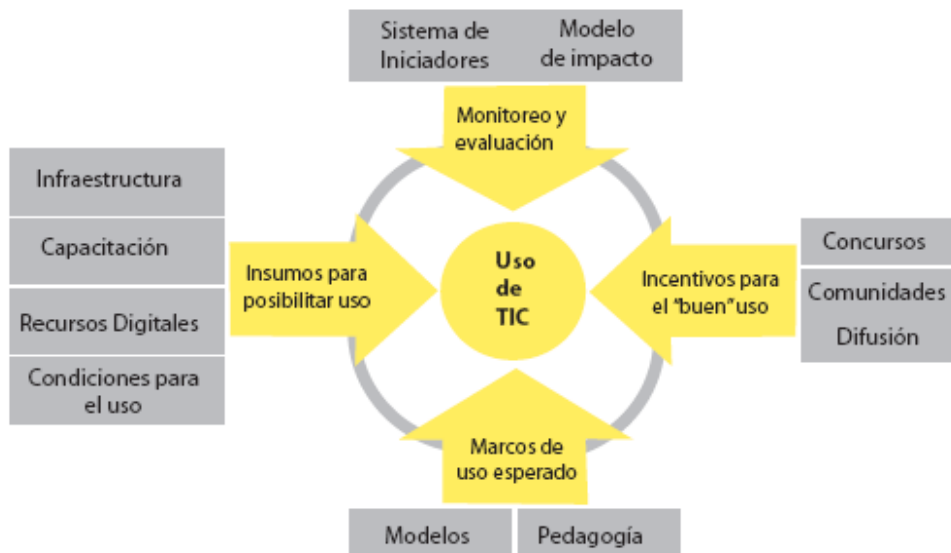 Sistema de
Iniciadores
Modelo
de impacto
Monitoreo y
evaluación
Infraestructura
Capacitación
Recursos Digitales
Condiciones para
el uso
Insumos para
posibilitar uso
Uso
de
TIC
Incentivos para
el "buen" uso
Concursos
Comunidades
Difusión
Marcos de
uso esperado
Modelos
Pedagogía